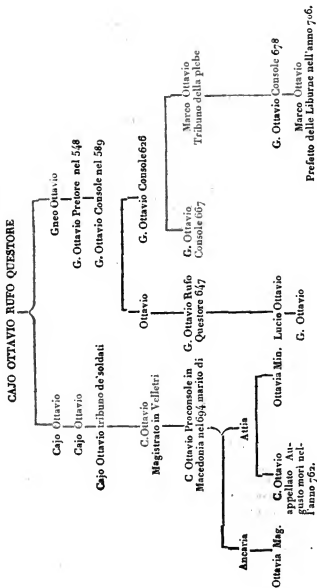 CAJO OTTAVIO RUFO QUESTORE
Cajo Ottavio
Cajo Ottavio
Cajo Ottavio tribuno de soldati
C. Ottavio
Magistrato in Velletri
C Ottavio Proconsole in
Macedonia nel 694 marito di
Ancaria
Ottavia Mag.
Attia
C. Ottavio
appellato Au-
gusto morì nel-
l'anno 762.
Ottavia Min.
Gneo Ottavio
G. Ottavio Pretore nel 548
G. Ottavio Console nel 589
Ottavio
G. Ottavio Rufo
Questore 647
Lucio Ottavio
G. Ottavio
G. Ottavio Console 626
G. Ottavio
Console 667
Marco Ottavio
Tribuno della plebe
G. Ottavio Console 678
Marco Ottavio
Prefetto delle Liburne nell'anno 706.